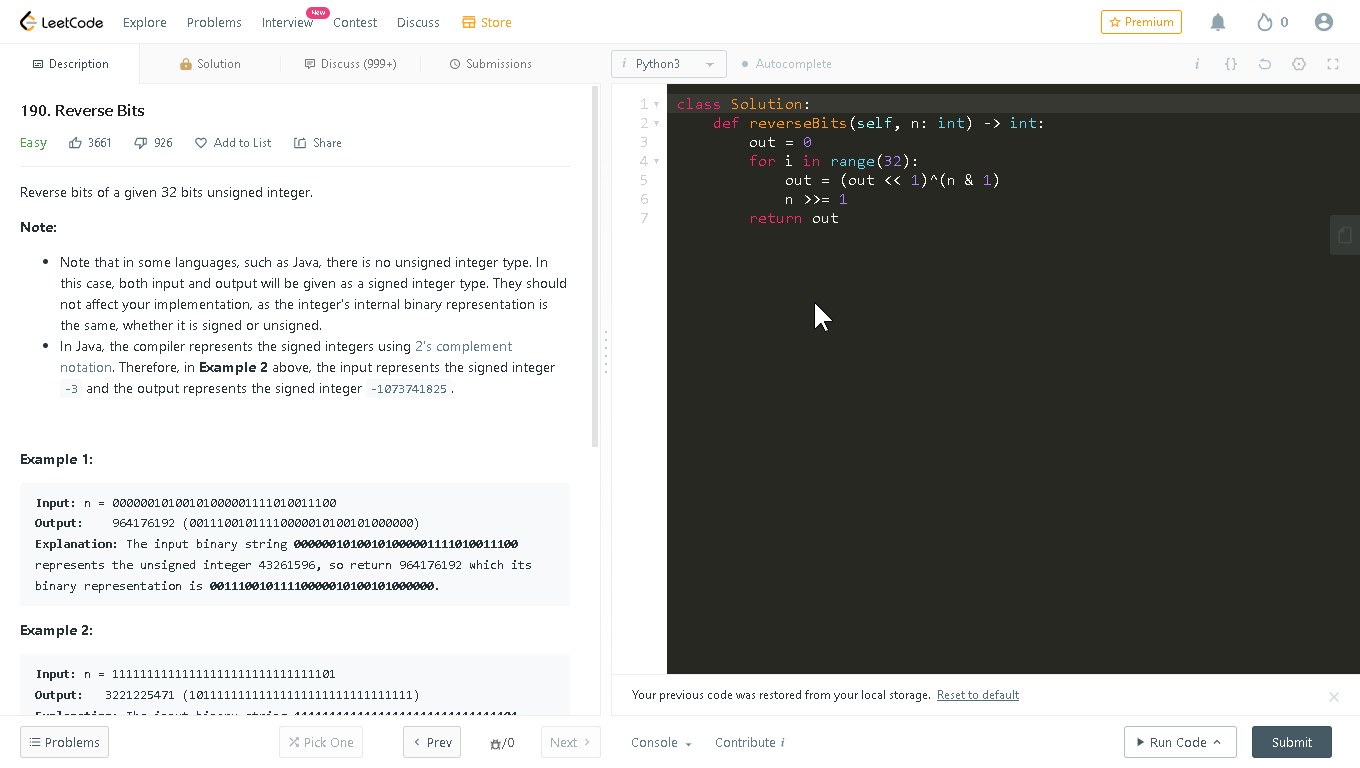 LeetCode Explore Problems Interview New Contest Discuss Store Premium 0
Description Solution Discuss (999+) Submissions i Python3 Autocomplete i {}
190. Reverse Bits
Easy 3661 926 Add to List Share
Reverse bits of a given 32 bits unsigned integer.
Note:
• Note that in some languages, such as Java, there is no unsigned integer type. In
this case, both input and output will be given as a signed integer type. They should
not affect your implementation, as the integer's internal binary representation is
the same, whether it is signed or unsigned.
• In Java, the compiler represents the signed integers using 2's complement
notation. Therefore, in Example 2 above, the input represents the signed integer
-3 and the output represents the signed integer -1073741825.
Example 1:
Input: n = 00000010100101000001111010011100
Output: 964176192 (00111001011110000010100101000000)
Explanation: The input binary string 00000010100101000001111010011100
represents the unsigned integer 43261596, so return 964176192 which its
binary representation is 00111001011110000010100101000000.
Example 2:
Input: n = 11111111111111111111111111111101
Output: 3221225471 (10111111111111111111111111111111)
1 class Solution:
2 def reverseBits(self, n: int) -> int:
3 out = 0
4 for i in range(32):
5 out = (out << 1)^(n & 1)
6 n >>= 1
7 return out
Your previous code was restored from your local storage. Reset to default
Problems Pick One Prev /0 Next Console Contribute i Run Code Submit